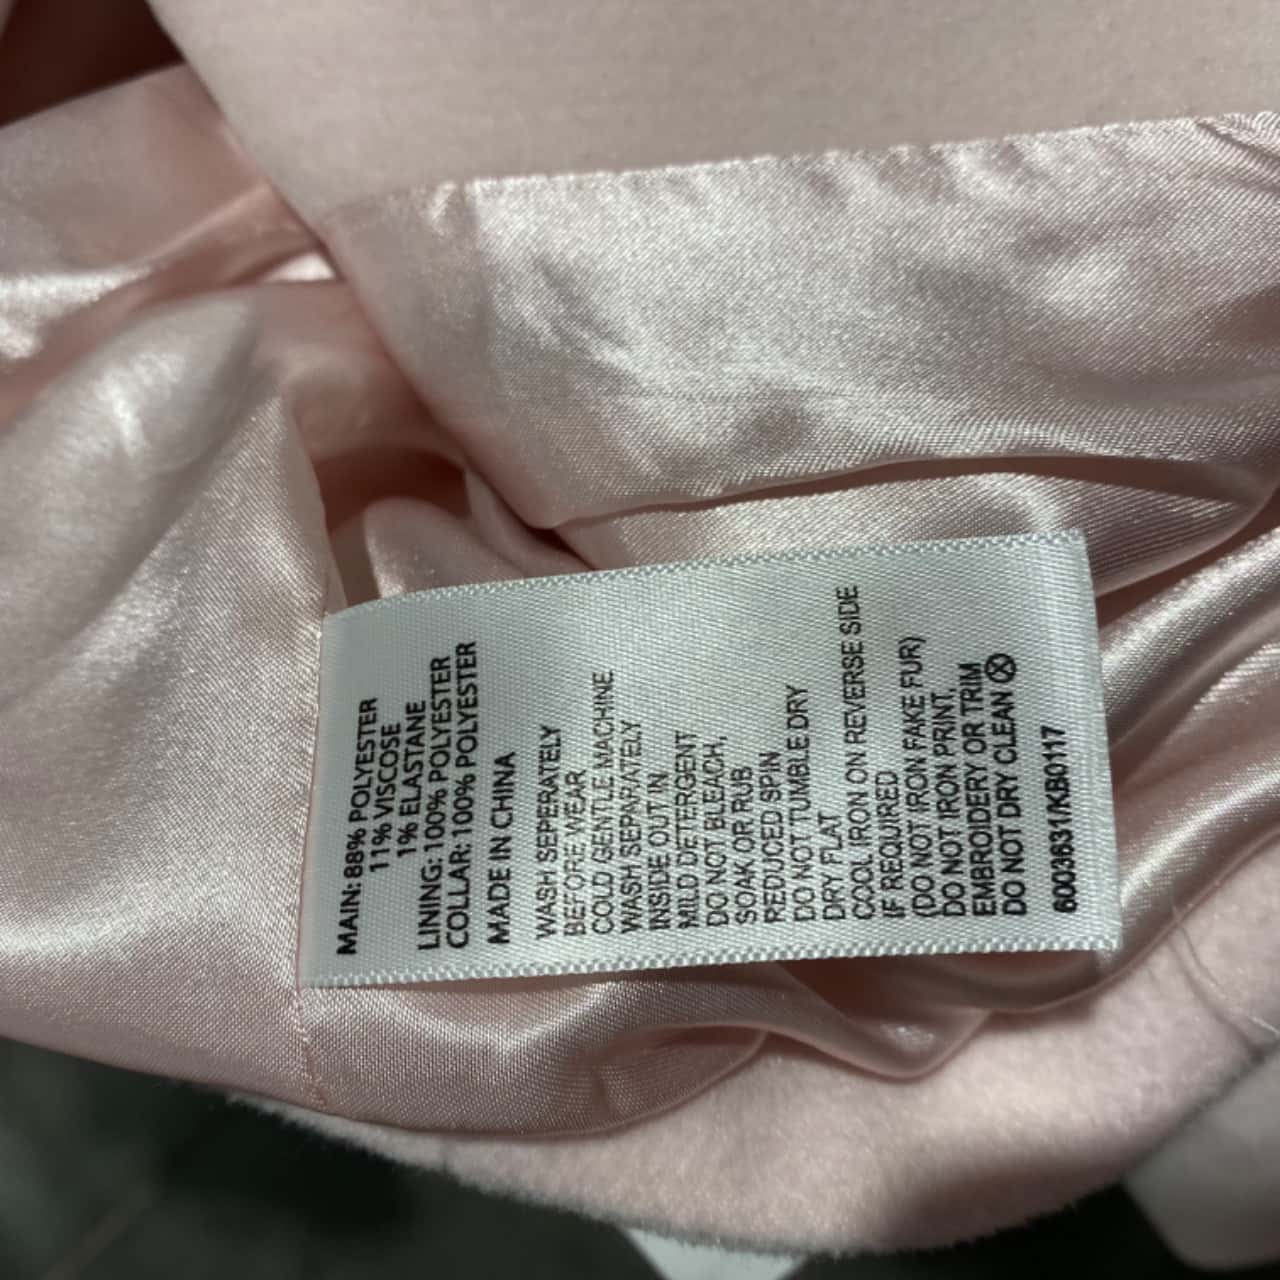 MAIN: 88% POLYESTER
11% VISCOSE
1% ELASTANE
LINING: 100% POLYESTER
COLLAR: 100% POLYESTER
MADE IN CHINA
WASH SEPERATELY
BEFORE WEAR
COLD GENTLE MACHINE
WASH SEPARATELY
INSIDE OUT IN
MILD DETERGENT
DO NOT BLEACH,
SOAK OR RUB
REDUCED SPIN
DO NOT TUMBLE DRY
DRY FLAT
COOL IRON ON REVERSE SIDE
IF REQUIRED
(DO NOT IRON FAKE FUR)
DO NOT IRON PRINT,
EMBROIDERY OR TRIM
DO NOT DRY CLEAN
6003631/KB0117